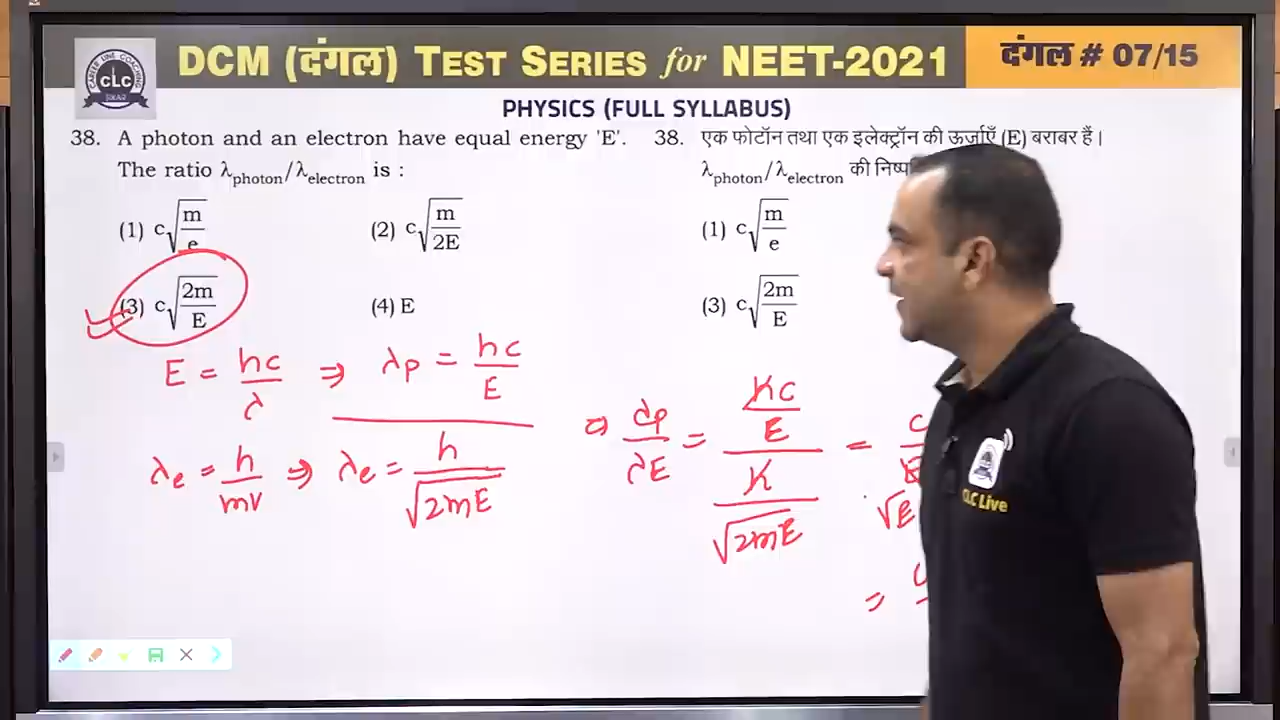 DCM (दंगल) TEST SERIES for NEET-2021
दंगल # 07/15
CLC
PHYSICS (FULL SYLLABUS)
38. A photon and an electron have equal energy 'E'.
The ratio λphoton/λelectron is :
(1) c√(m/e) (2) c√(m/2E)
(3) c√(2m/E) (4) E
38. एक फोटॉन तथा एक इलेक्ट्रॉन की ऊर्जाएँ (E) बराबर हैं।
λphoton/λelectron की
(1) c√(m/e)
(3) c√(2m/E)
E = hc/λ ⇒ λp = hc/E
λe = h/mv ⇒ λe = h/√2mE
⇒ λp/λE = (hc/E)/(h/√2mE) =
=
CLC Live